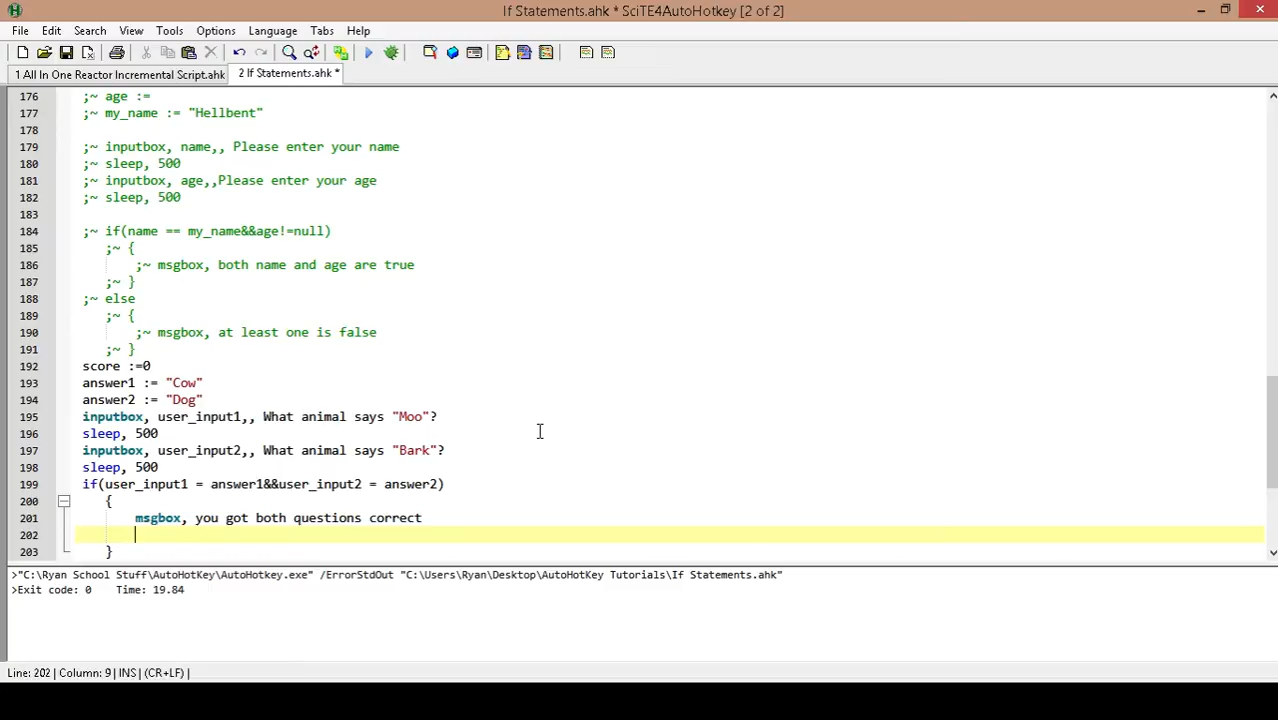 If Statements.ahk * SciTE4AutoHotkey [2 of 2]
File Edit Search View Tools Options Language Tabs Help
1 All In One Reactor Incremental Script.ahk 2 If Statements.ahk *
176 ;~ age :=
177 ;~ my_name := "Hellbent"
178
179 ;~ inputbox, name,, Please enter your name
180 ;~ sleep, 500
181 ;~ inputbox, age,,Please enter your age
182 ;~ sleep, 500
183
184 ;~ if(name == my_name&&age!=null)
185 ;~ {
186 ;~ msgbox, both name and age are true
187 ;~ }
188 ;~ else
189 ;~ {
190 ;~ msgbox, at least one is false
191 ;~ }
192 score :=0
193 answer1 := "Cow"
194 answer2 := "Dog"
195 inputbox, user_input1,, What animal says "Moo"?
196 sleep, 500
197 inputbox, user_input2,, What animal says "Bark"?
198 sleep, 500
199 if(user_input1 = answer1&&user_input2 = answer2)
200 {
201 msgbox, you got both questions correct
202
203 }
>"C:\Ryan School Stuff\AutoHotKey\AutoHotkey.exe" /ErrorStdOut "C:\Users\Ryan\Desktop\AutoHotKey Tutorials\If Statements.ahk"
>Exit code: 0 Time: 19.84
Line: 202 | Column: 9 | INS | (CR+LF) |